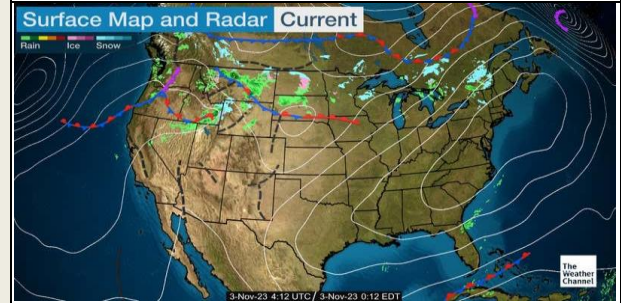 Surface Map and Radar Current
Rain Ice Snow
The
Weather
Channel
3-Nov-23 4:12 UTC / 3-Nov-23 0:12 EDT